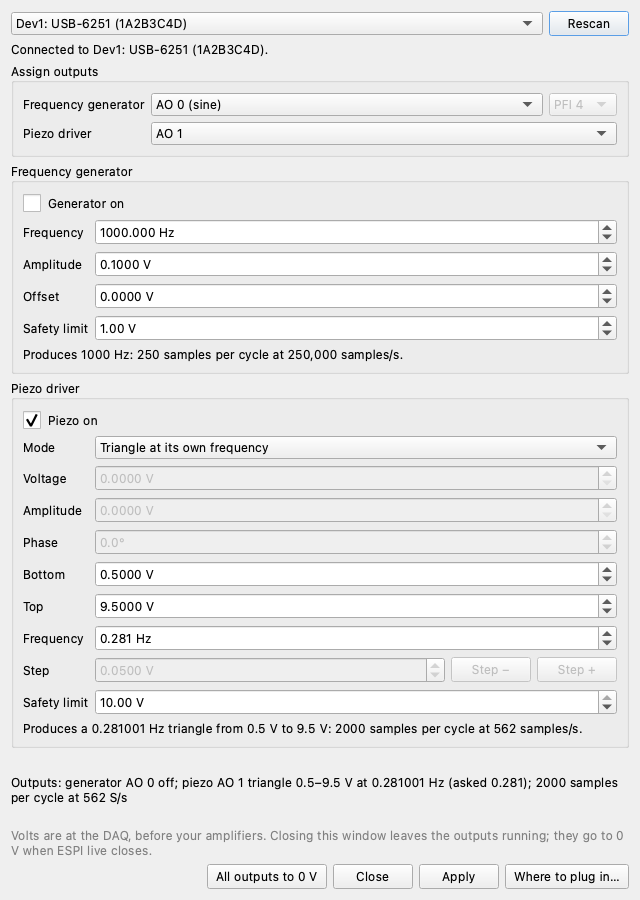 Dev1: USB-6251 (1A2B3C4D)
Rescan
Connected to Dev1: USB-6251 (1A2B3C4D).
Assign outputs
Frequency generator AO 0 (sine) PFI 4
Piezo driver AO 1
Frequency generator
Generator on
Frequency 1000.000 Hz
Amplitude 0.1000 V
Offset 0.0000 V
Safety limit 1.00 V
Produces 1000 Hz: 250 samples per cycle at 250,000 samples/s.
Piezo driver
Piezo on
Mode Triangle at its own frequency
Voltage 0.0000 V
Amplitude 0.0000 V
Phase 0.0°
Bottom 0.5000 V
Top 9.5000 V
Frequency 0.281 Hz
Step 0.0500 V Step – Step +
Safety limit 10.00 V
Produces a 0.281001 Hz triangle from 0.5 V to 9.5 V: 2000 samples per cycle at 562 samples/s.
Outputs: generator AO 0 off; piezo AO 1 triangle 0.5–9.5 V at 0.281001 Hz (asked 0.281); 2000 samples
per cycle at 562 S/s
Volts are at the DAQ, before your amplifiers. Closing this window leaves the outputs running; they go to 0
V when ESPI live closes.
All outputs to 0 V Close Apply Where to plug in...